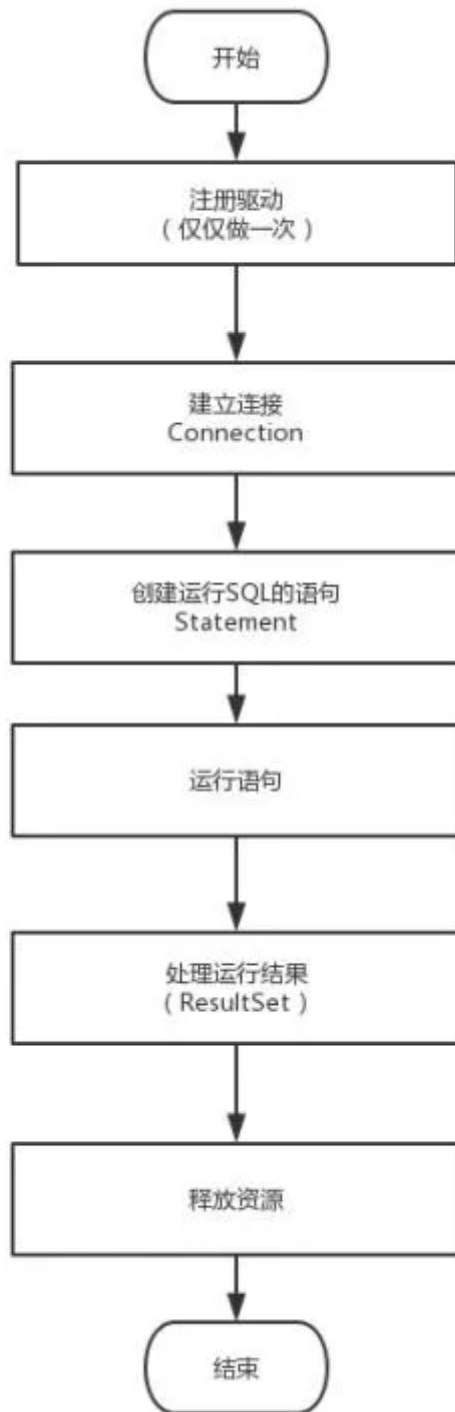 开始
注册驱动
（仅仅做一次）
建立连接
Connection
创建运行SQL的语句
Statement
运行语句
处理运行结果
（ResultSet）
释放资源
结束